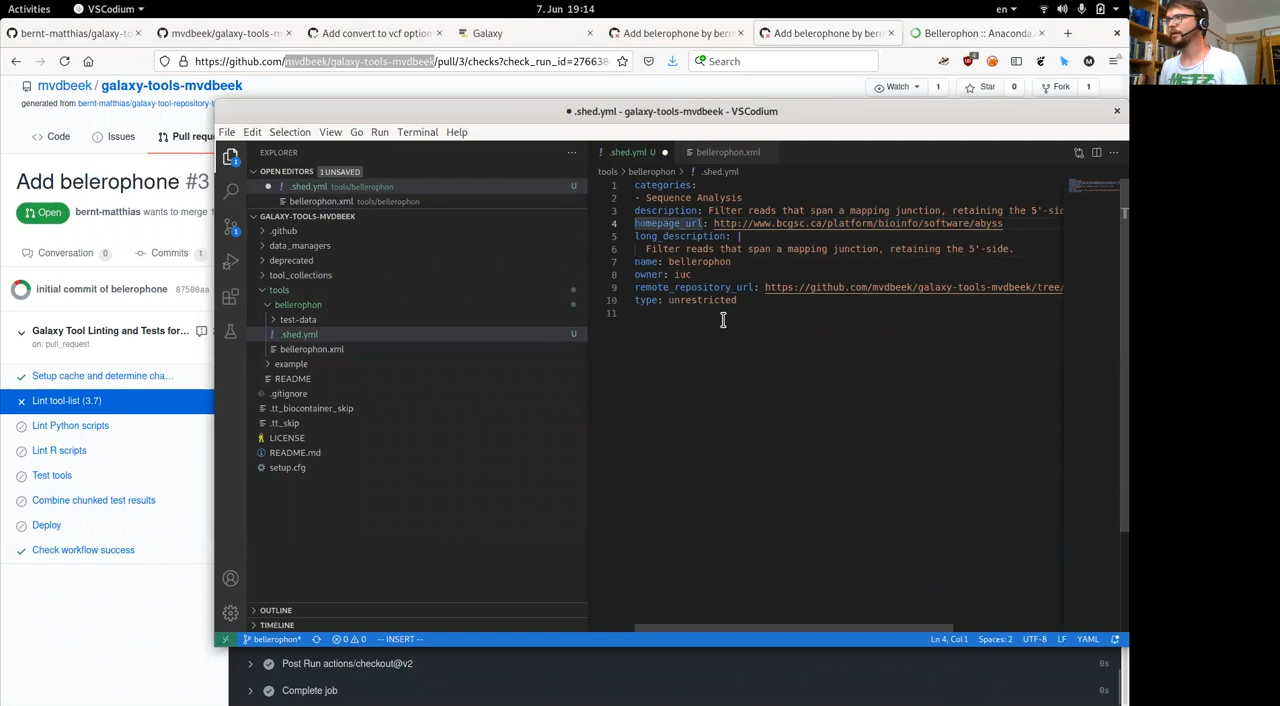 Activities
VSCodium
7. Jun 19:14
en
bernt-matthias/galaxy-to
mvdbeek/galaxy-tools-m
Add convert to vcf option
Galaxy
Add belerophone by bern
Add belerophone by bern
Bellerophon :: Anaconda.
https://github.com/mvdbeek/galaxy-tools-mvdbeek/pull/3/checks?check_run_id=276638
Search
mvdbeek / galaxy-tools-mvdbeek
generated from bernt-matthias/galaxy-tool-repository-t
Watch 1
Star 0
Fork 1
Code
Issues
Pull requ
Add belerophone #3
Open
bernt-matthias wants to merge 1
Conversation 0
Commits 1
initial commit of belerophone 87500aa
Galaxy Tool Linting and Tests for...
on: pull_request
Setup cache and determine cha...
Lint tool-list (3.7)
Lint Python scripts
Lint R scripts
Test tools
Combine chunked test results
Deploy
Check workflow success
.shed.yml - galaxy-tools-mvdbeek - VSCodium
File Edit Selection View Go Run Terminal Help
EXPLORER
OPEN EDITORS 1 UNSAVED
.shed.yml tools/bellerophon U
bellerophon.xml tools/bellerophon
GALAXY-TOOLS-MVDBEEK
.github
data_managers
deprecated
tool_collections
tools
bellerophon
test-data
.shed.yml U
bellerophon.xml
example
README
.gitignore
.tt_biocontainer_skip
.tt_skip
LICENSE
README.md
setup.cfg
OUTLINE
TIMELINE
.shed.yml U
bellerophon.xml
tools > bellerophon > .shed.yml
1 categories:
2 - Sequence Analysis
3 description: Filter reads that span a mapping junction, retaining the 5'-sid
4 homepage_url: http://www.bcgsc.ca/platform/bioinfo/software/abyss
5 long_description: |
6 Filter reads that span a mapping junction, retaining the 5'-side.
7 name: bellerophon
8 owner: iuc
9 remote_repository_url: https://github.com/mvdbeek/galaxy-tools-mvdbeek/tree/
10 type: unrestricted
11
bellerophon* 0 0 -- INSERT --
Ln 4, Col 1 Spaces: 2 UTF-8 LF YAML
Post Run actions/checkout@v2 0s
Complete job 0s